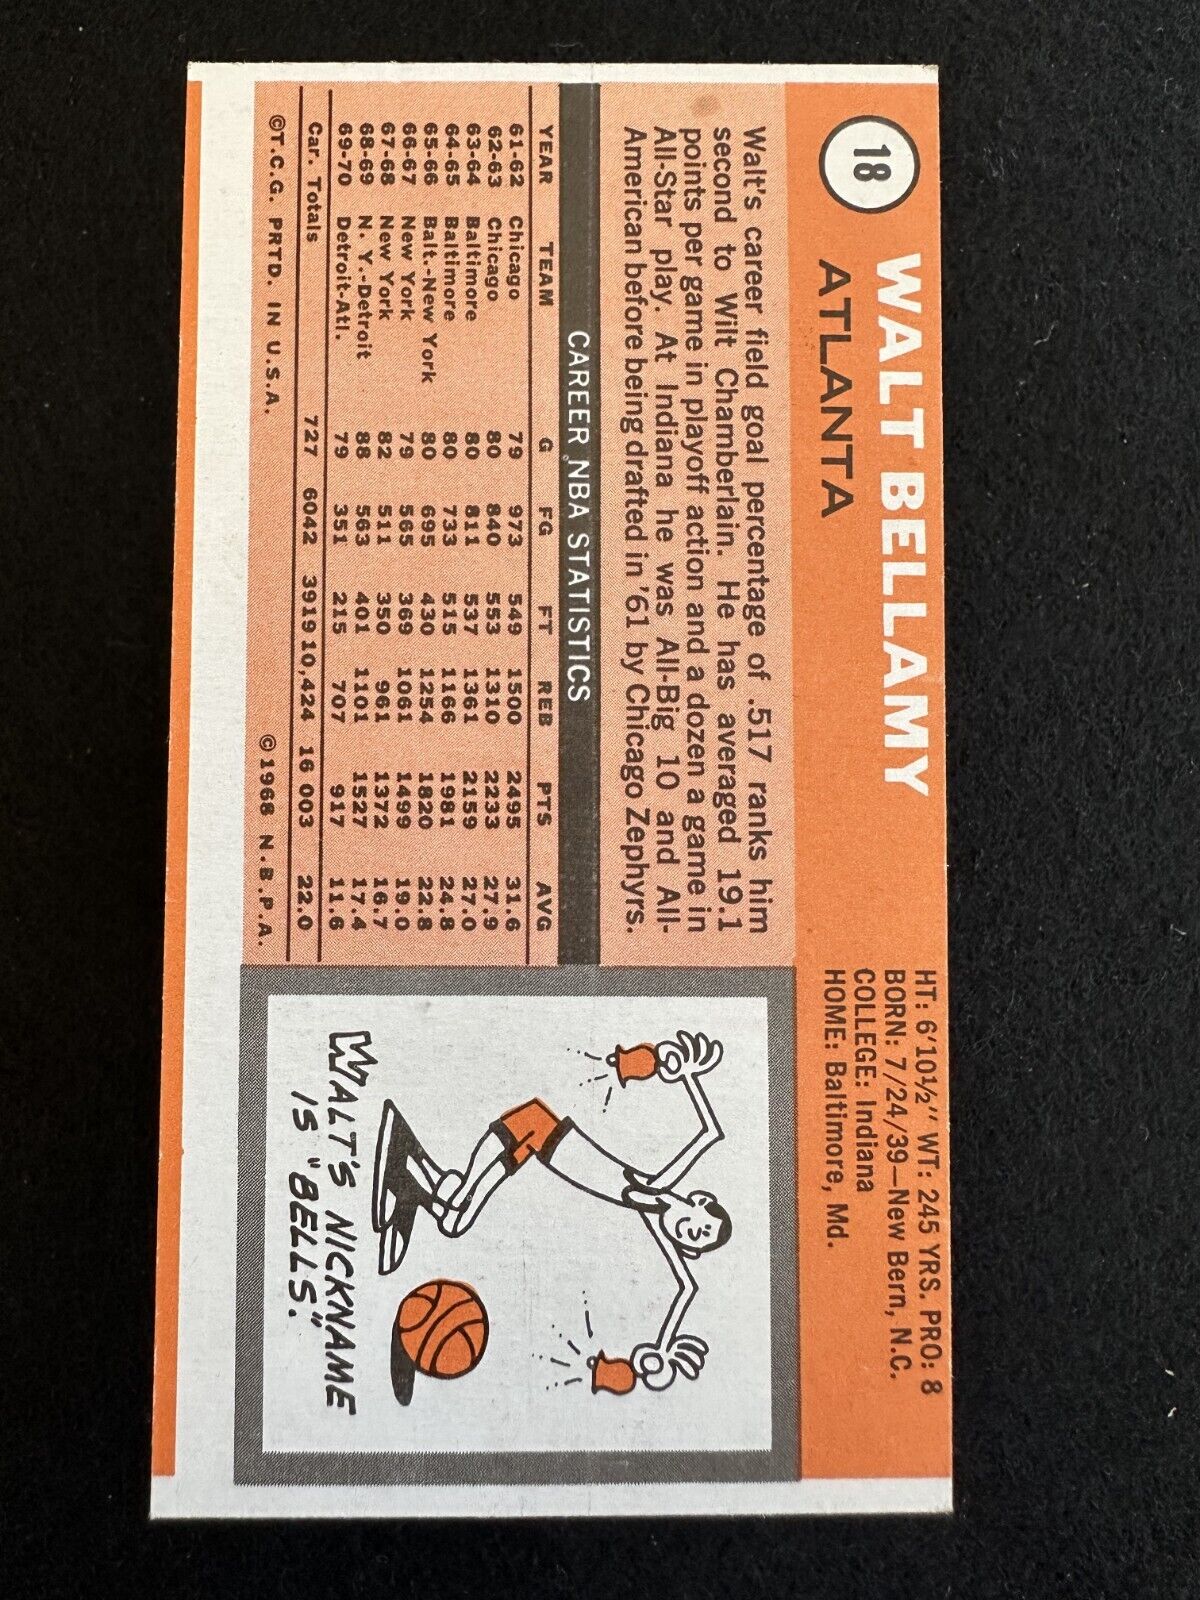 18
WALT BELLAMY
ATLANTA
HT: 6'10½" WT: 245 YRS. PRO: 8
BORN: 7/24/39—New Bern, N.C.
COLLEGE: Indiana
HOME: Baltimore, Md.
Walt's career field goal percentage of .517 ranks him
second to Wilt Chamberlain. He has averaged 19.1
points per game in playoff action and a dozen a game in
All-Star play. At Indiana he was All-Big 10 and All-
American before being drafted in '61 by Chicago Zephyrs.
CAREER NBA STATISTICS
YEAR TEAM G FG FT REB PTS AVG
61-62 Chicago 79 973 549 1500 2495 31.6
62-63 Chicago 80 840 553 1310 2233 27.9
63-64 Baltimore 80 811 537 1361 2159 27.0
64-65 Baltimore 80 733 515 1166 1981 24.8
65-66 Balt.-New York 80 695 430 1254 1820 22.8
66-67 New York 79 565 369 1061 1499 19.0
67-68 New York 82 511 350 961 1372 16.7
68-69 N. Y.-Detroit 88 563 401 1101 1527 17.4
69-70 Detroit-Atl. 79 351 215 707 917 11.6
Car. Totals 727 6042 3919 10,424 16 003 22.0
©T.C.G. PRTD. IN U.S.A. ©1968 N.B.P.A.
WALT'S NICKNAME
IS "BELLS".